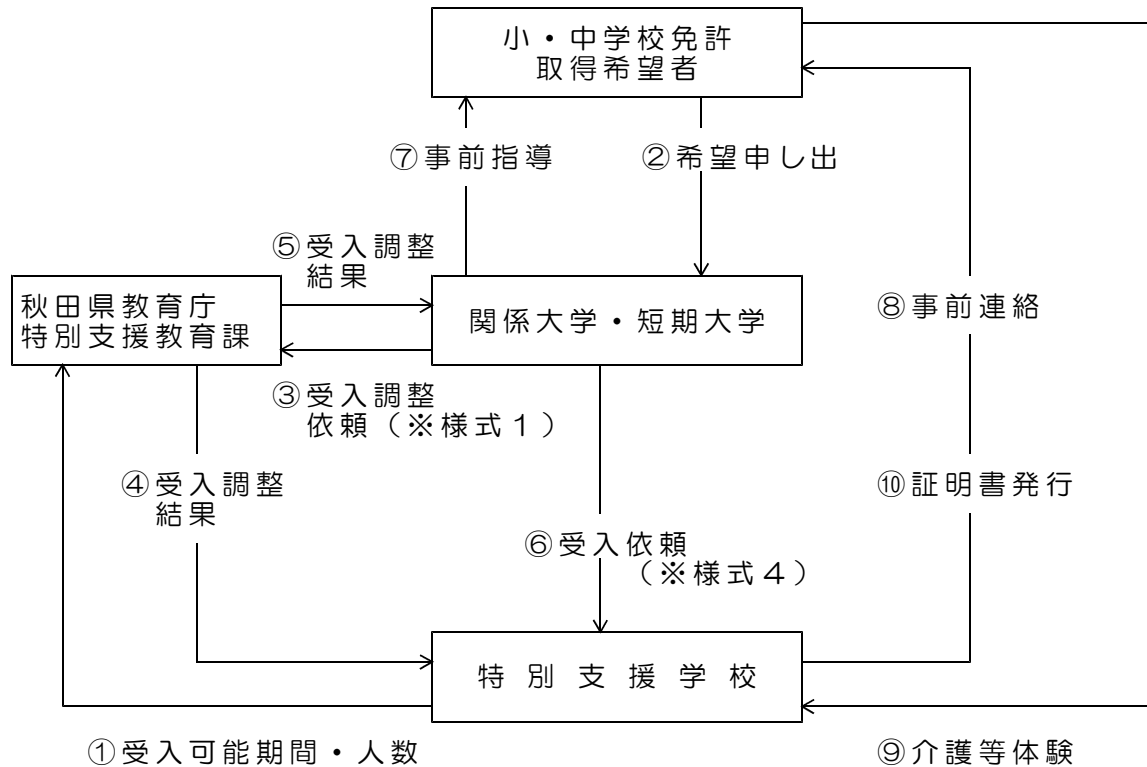 小・中学校免許
取得希望者
⑦事前指導
②希望申し出
⑤受入調整
結果
秋田県教育庁
特別支援教育課
関係大学・短期大学
⑧事前連絡
③受入調整
依頼（※様式１）
④受入調整
結果
⑩証明書発行
⑥受入依頼
（※様式４）
特別支援学校
①受入可能期間・人数
⑨介護等体験